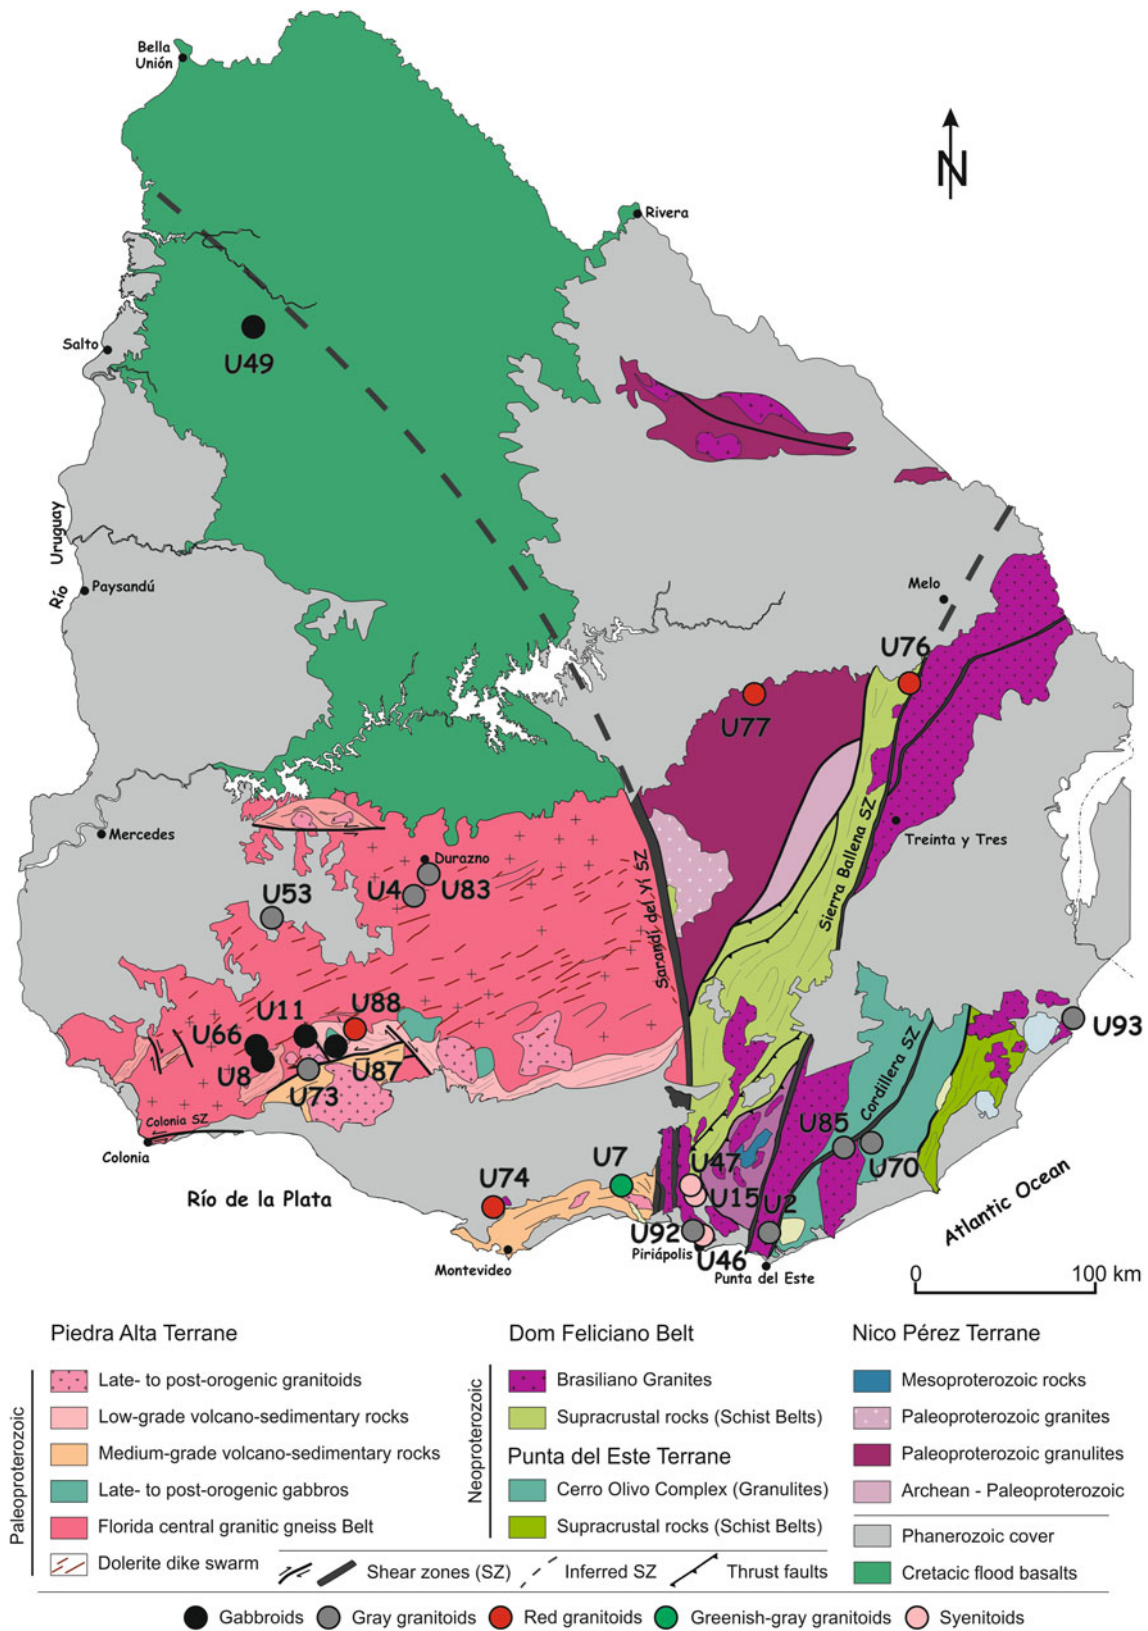 Bella
Unión
N
Rivera
Salto
U49
Río Uruguay
Paysandú
Melo
U76
U77
Mercedes
Durazno
U4
U83
U53
Sarandí del Yí SZ
Sierra Ballena SZ
Treinta y Tres
U11
U88
U66
U8
U87
U73
U93
Cordillera SZ
Colonia SZ
Colonia
U85
U70
U7
U47
U74
U15
U2
Río de la Plata
U92
Piriápolis
U46
Montevideo
Punta del Este
Atlantic Ocean
0 100 km
Piedra Alta Terrane
Paleoproterozoic
Late- to post-orogenic granitoids
Low-grade volcano-sedimentary rocks
Medium-grade volcano-sedimentary rocks
Late- to post-orogenic gabbros
Florida central granitic gneiss Belt
Dolerite dike swarm
Dom Feliciano Belt
Neoproterozoic
Brasiliano Granites
Supracrustal rocks (Schist Belts)
Punta del Este Terrane
Cerro Olivo Complex (Granulites)
Supracrustal rocks (Schist Belts)
Nico Pérez Terrane
Mesoproterozoic rocks
Paleoproterozoic granites
Paleoproterozoic granulites
Archean - Paleoproterozoic
Phanerozoic cover
Cretacic flood basalts
Shear zones (SZ)
Inferred SZ
Thrust faults
Gabbroids
Gray granitoids
Red granitoids
Greenish-gray granitoids
Syenitoids